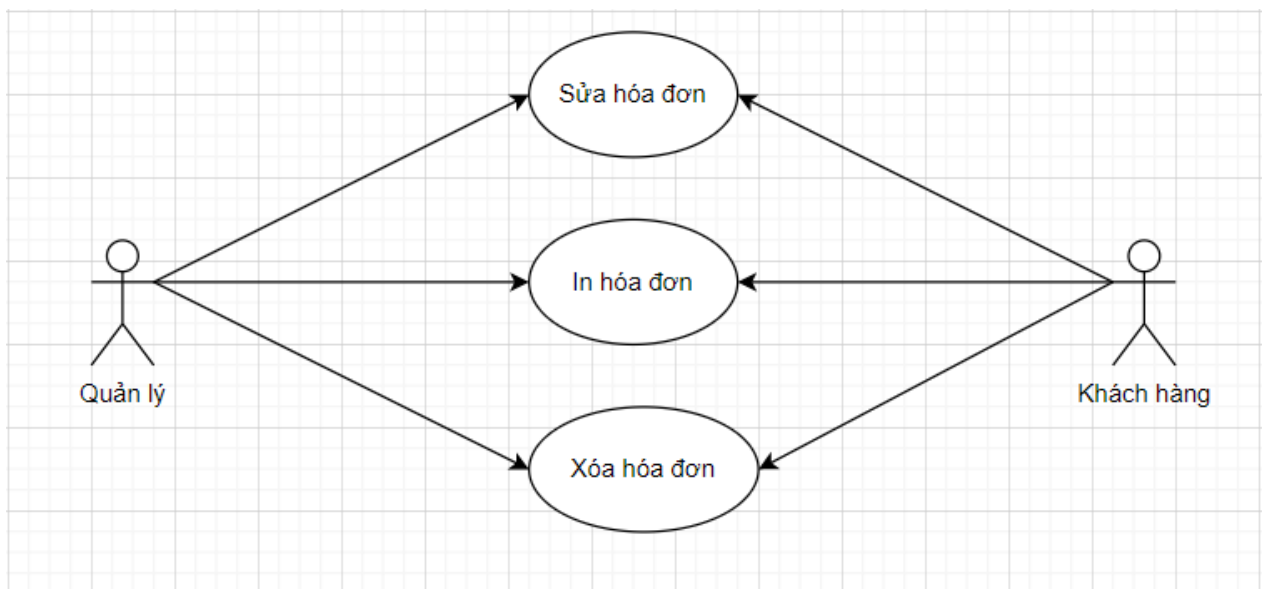 Sửa hóa đơn
In hóa đơn
Quản lý
Khách hàng
Xóa hóa đơn